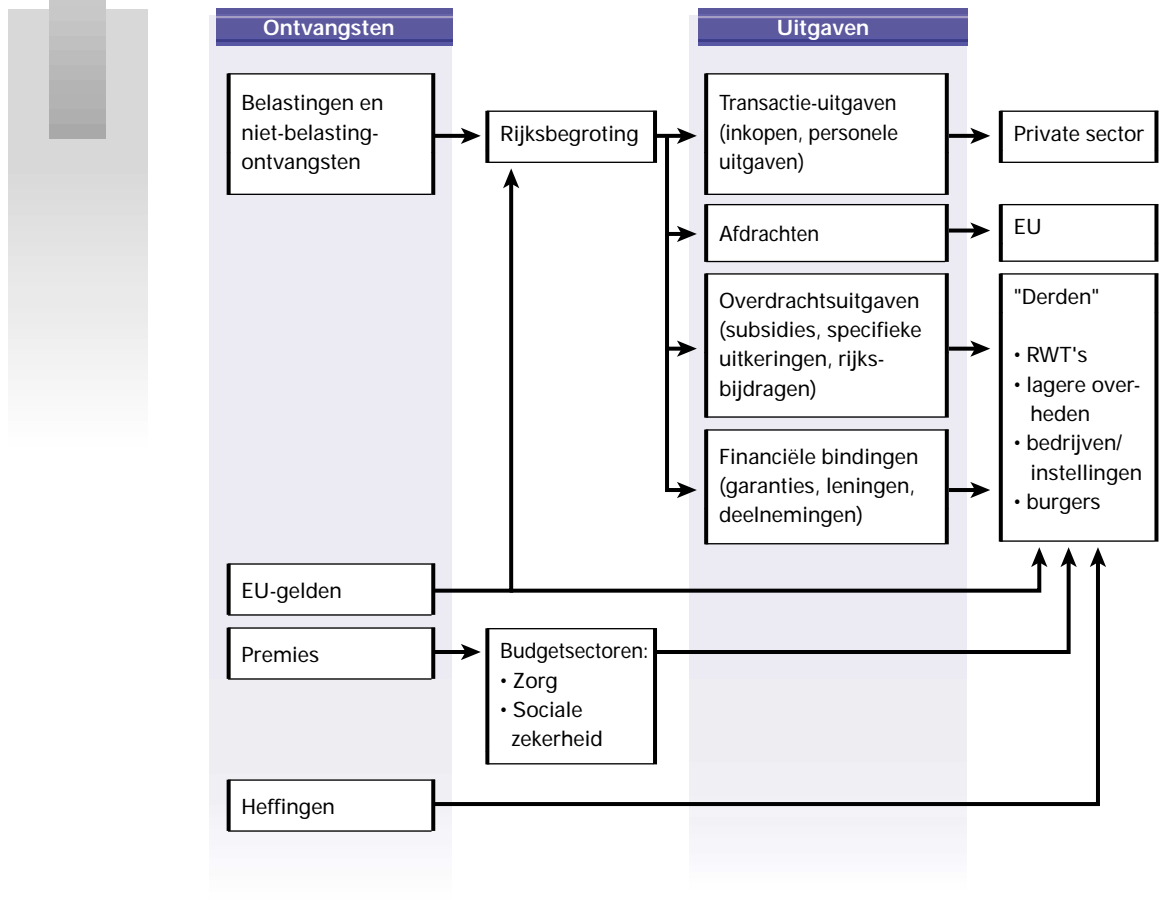 Ontvangsten
Uitgaven
Belastingen en
niet-belasting-
ontvangsten
Rijksbegroting
Transactie-uitgaven
(inkopen, personele
uitgaven)
Private sector
Afdrachten
EU
Overdrachtsuitgaven
(subsidies, specifieke
uitkeringen, rijks-
bijdragen)
"Derden"
• RWT's
• lagere over-
heden
• bedrijven/
instellingen
• burgers
Financiële bindingen
(garanties, leningen,
deelnemingen)
EU-gelden
Premies
Budgetsectoren:
• Zorg
• Sociale
zekerheid
Heffingen